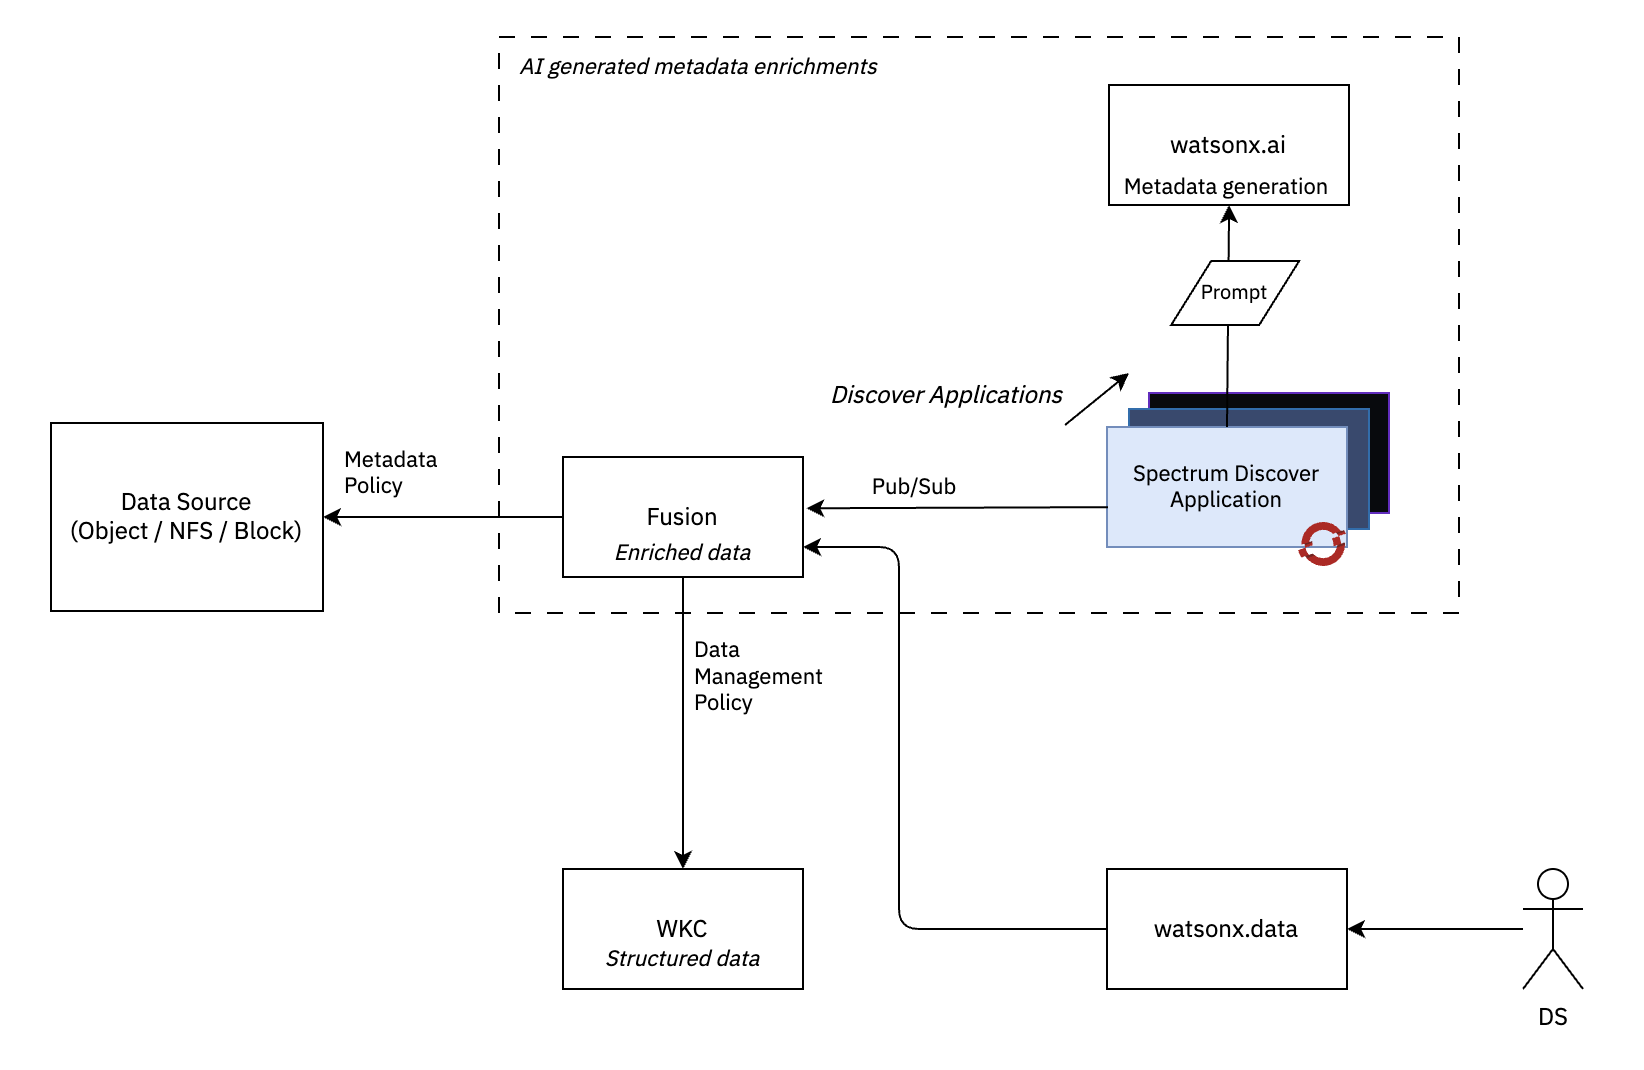 AI generated metadata enrichments
watsonx.ai
Metadata generation
Prompt
Discover Applications
Data Source
(Object / NFS / Block)
Metadata
Policy
Fusion
Enriched data
Pub/Sub
Spectrum Discover
Application
Data
Management
Policy
WKC
Structured data
watsonx.data
DS